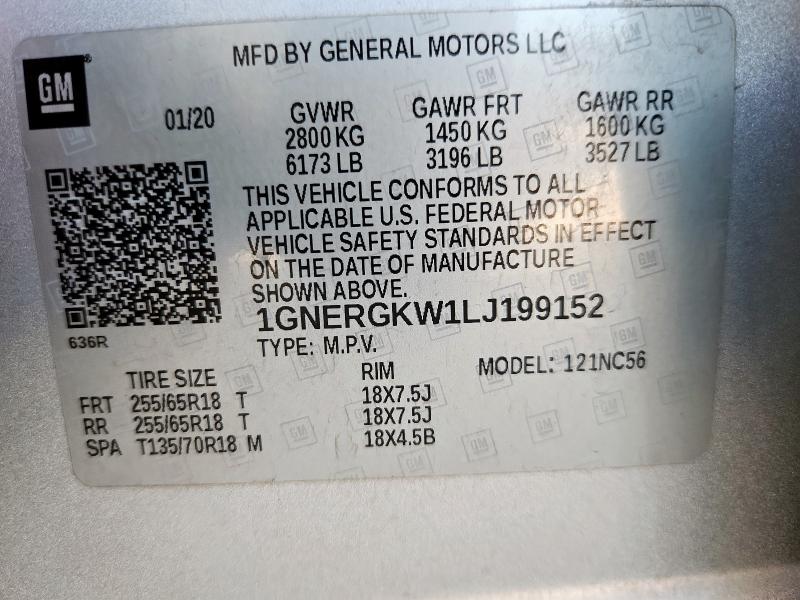 MFD BY GENERAL MOTORS LLC
GM
01/20
GVWR GAWR FRT GAWR RR
2800 KG 1450 KG 1600 KG
6173 LB 3196 LB 3527 LB
THIS VEHICLE CONFORMS TO ALL
APPLICABLE U.S. FEDERAL MOTOR
VEHICLE SAFETY STANDARDS IN EFFECT
ON THE DATE OF MANUFACTURE
SHOWN ABOVE.
1GNERGKW1LJ199152
636R
TYPE: M.P.V.
MODEL: 121NC56
TIRE SIZE RIM
FRT 255/65R18 T 18X7.5J
RR 255/65R18 T 18X7.5J
SPA T135/70R18 M 18X4.5B